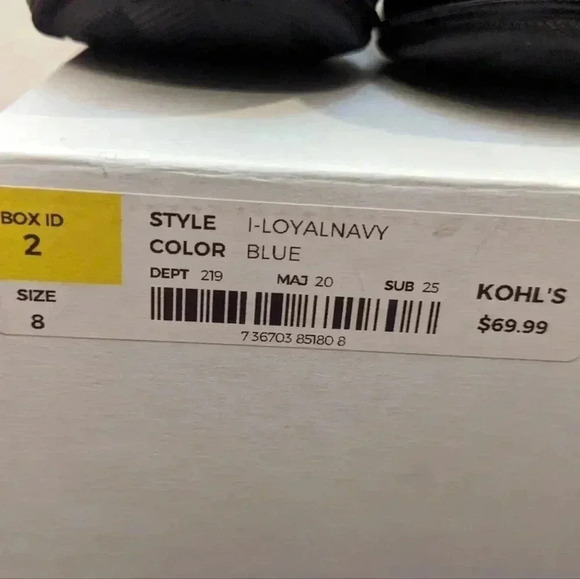 BOX ID
2
SIZE
8
STYLE I-LOYALNAVY
COLOR BLUE
DEPT 219 MAJ 20 SUB 25
7 36703 85180 8
KOHL'S
$69.99